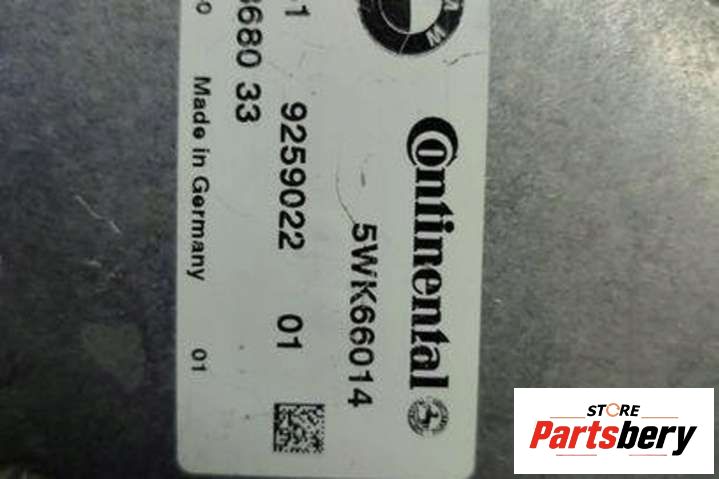 Continental
5WK66014
9259022 01
680 33
Made in Germany 01
STORE
Partsbery